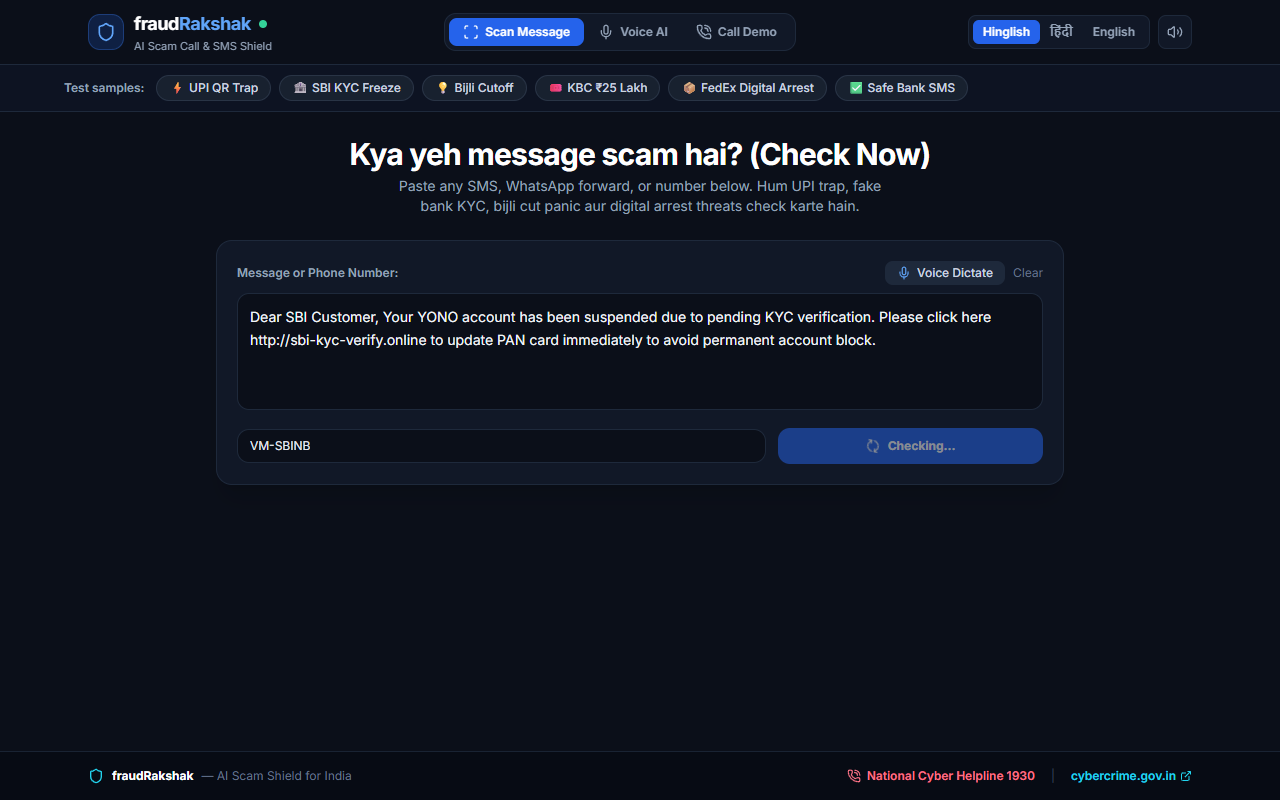 fraudRakshak
AI Scam Call & SMS Shield
Scan Message
Voice AI
Call Demo
Hinglish
हिंदी
English
Test samples:
UPI QR Trap
SBI KYC Freeze
Bijli Cutoff
KBC ₹25 Lakh
FedEx Digital Arrest
Safe Bank SMS
Kya yeh message scam hai? (Check Now)
Paste any SMS, WhatsApp forward, or number below. Hum UPI trap, fake
bank KYC, bijli cut panic aur digital arrest threats check karte hain.
Message or Phone Number:
Voice Dictate
Clear
Dear SBI Customer, Your YONO account has been suspended due to pending KYC verification. Please click here
http://sbi-kyc-verify.online to update PAN card immediately to avoid permanent account block.
VM-SBINB
Checking...
fraudRakshak — AI Scam Shield for India
National Cyber Helpline 1930
cybercrime.gov.in